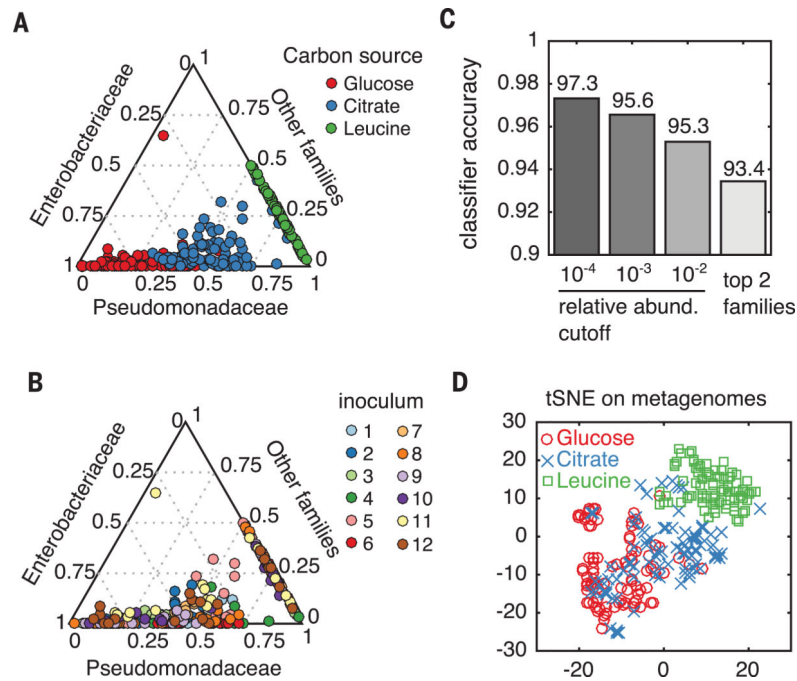 A
Carbon source
Glucose
Citrate
Leucine
Enterobacteriaceae
Other families
Pseudomonadaceae
0 1
0.25 0.75
0.5 0.5
0.75 0.25
1 0
0 0.25 0.5 0.75 1
B
inoculum
1 7
2 8
3 9
4 10
5 11
6 12
Enterobacteriaceae
Other families
Pseudomonadaceae
0 1
0.25 0.75
0.5 0.5
0.75 0.25
1 0
0 0.25 0.5 0.75 1
C
classifier accuracy
1
0.98
0.96
0.94
0.92
0.9
97.3
95.6
95.3
93.4
10⁻⁴ 10⁻³ 10⁻² top 2
relative abund. families
cutoff
D
tSNE on metagenomes
Glucose
Citrate
Leucine
30
20
10
0
-10
-20
-30
-20 0 20